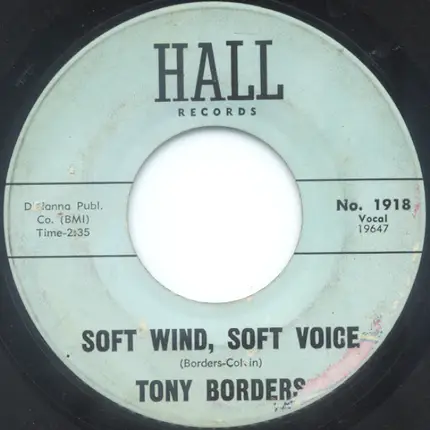 HALL
RECORDS
D'Janna Publ.
Co. (BMI)
Time-2:35
No. 1918
Vocal
19647
SOFT WIND, SOFT VOICE
(Borders-Colvin)
TONY BORDERS